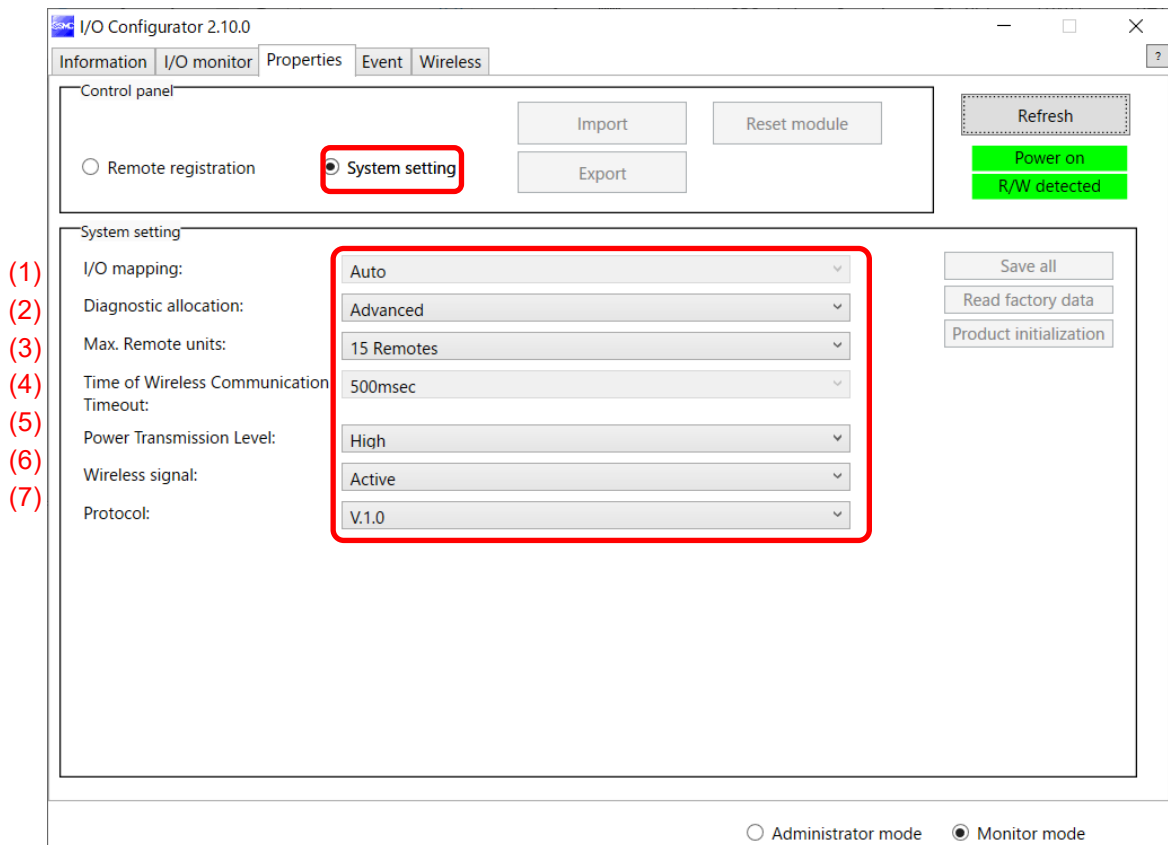 SMC I/O Configurator 2.10.0
Information I/O monitor Properties Event Wireless ?
Control panel
Import Reset module Refresh
Remote registration System setting Export
Power on
R/W detected
System setting
(1) I/O mapping: Auto Save all
(2) Diagnostic allocation: Advanced Read factory data
(3) Max. Remote units: 15 Remotes Product initialization
(4) Time of Wireless Communication 500msec
Timeout:
(5) Power Transmission Level: High
(6) Wireless signal: Active
(7) Protocol: V.1.0
Administrator mode Monitor mode